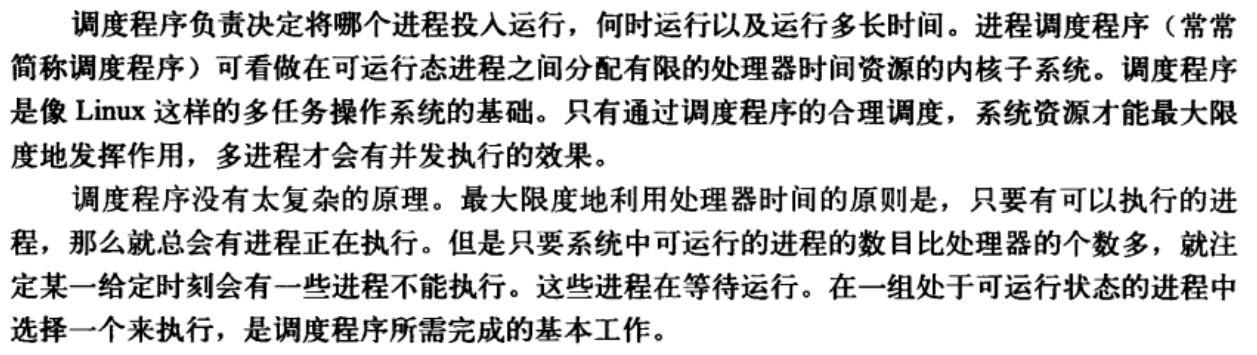 调度程序负责决定将哪个进程投入运行，何时运行以及运行多长时间。进程调度程序（常常
简称调度程序）可看做在可运行态进程之间分配有限的处理器时间资源的内核子系统。调度程序
是像 Linux 这样的多任务操作系统的基础。只有通过调度程序的合理调度，系统资源才能最大限
度地发挥作用，多进程才会有并发执行的效果。
调度程序没有太复杂的原理。最大限度地利用处理器时间的原则是，只要有可以执行的进
程，那么就总会有进程正在执行。但是只要系统中可运行的进程的数目比处理器的个数多，就注
定某一给定时刻会有一些进程不能执行。这些进程在等待运行。在一组处于可运行状态的进程中
选择一个来执行，是调度程序所需完成的基本工作。